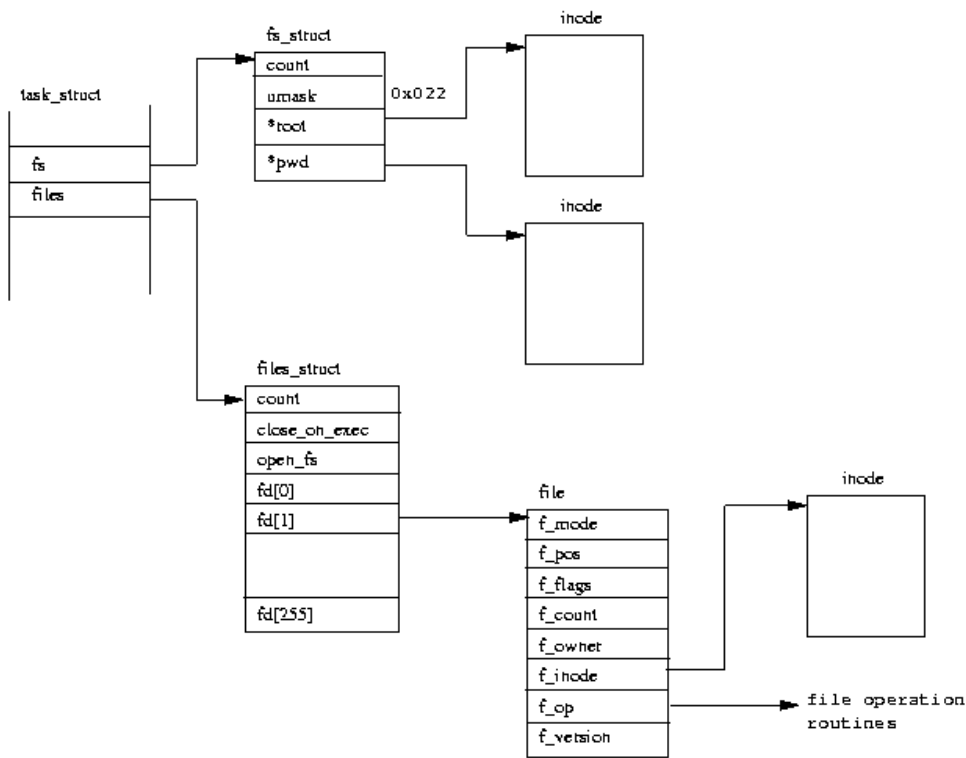 task_struct
fs
files
fs_struct
count
umask
0x022
*root
*pwd
inode
inode
files_struct
count
close_on_exec
open_fs
fd[0]
fd[1]
fd[255]
file
f_mode
f_pos
f_flags
f_count
f_owner
f_inode
f_op
f_version
inode
file operation
routines